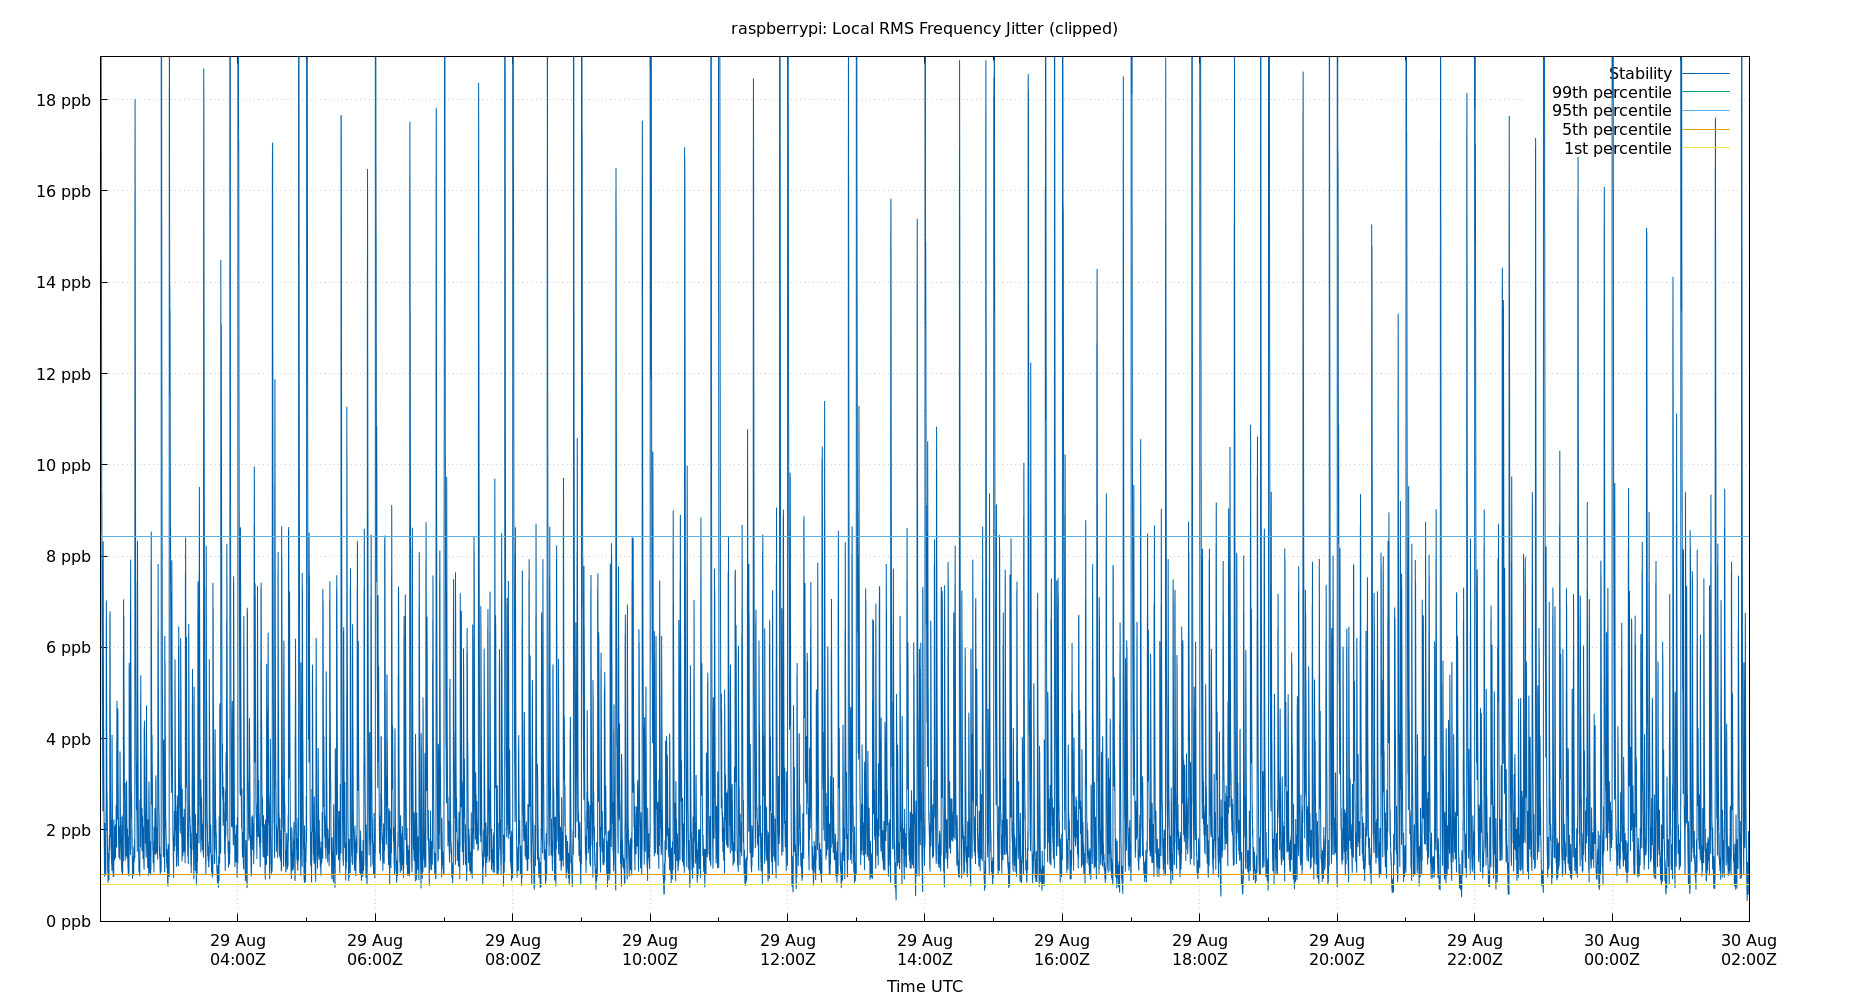 raspberrypi: Local RMS Frequency Jitter (clipped)
18 ppb
16 ppb
14 ppb
12 ppb
10 ppb
8 ppb
6 ppb
4 ppb
2 ppb
0 ppb
Stability
99th percentile
95th percentile
5th percentile
1st percentile
29 Aug 29 Aug 29 Aug 29 Aug 29 Aug 29 Aug 29 Aug 29 Aug 29 Aug 29 Aug 30 Aug 30 Aug
04:00Z 06:00Z 08:00Z 10:00Z 12:00Z 14:00Z 16:00Z 18:00Z 20:00Z 22:00Z 00:00Z 02:00Z
Time UTC